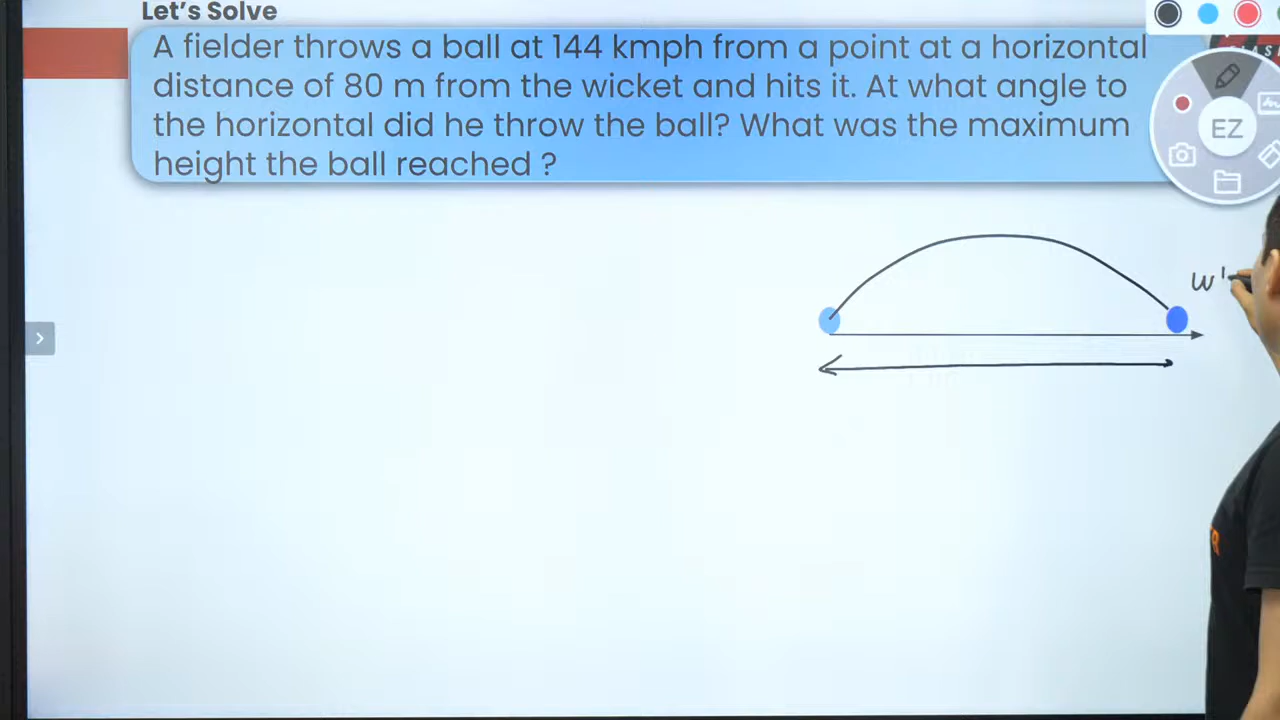 Let's Solve
A fielder throws a ball at 144 kmph from a point at a horizontal
distance of 80 m from the wicket and hits it. At what angle to
the horizontal did he throw the ball? What was the maximum
height the ball reached ?
EZ